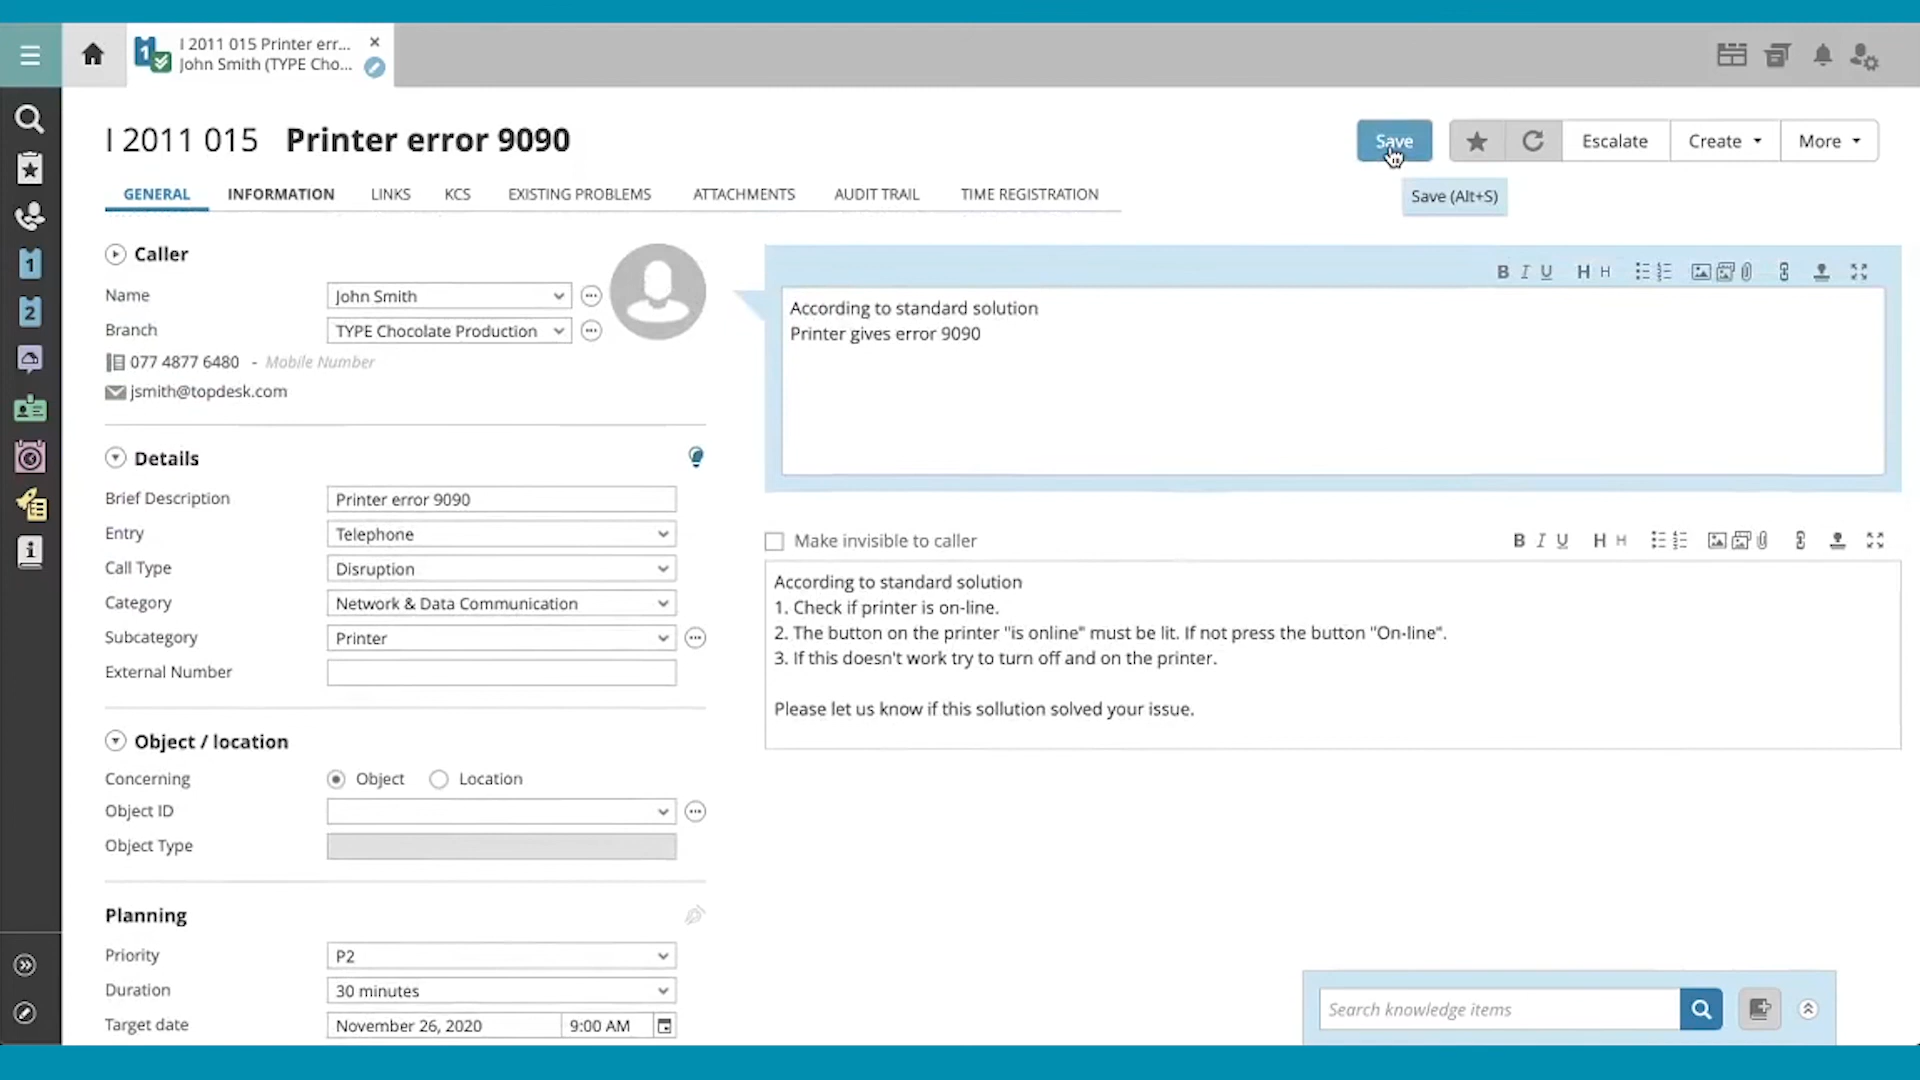 I 2011 015 Printer err...
John Smith (TYPE Cho...
I 2011 015 Printer error 9090
Save
Escalate
Create
More
Save (Alt+S)
GENERAL INFORMATION LINKS KCS EXISTING PROBLEMS ATTACHMENTS AUDIT TRAIL TIME REGISTRATION
Caller
Name John Smith
Branch TYPE Chocolate Production
077 4877 6480 - Mobile Number
jsmith@topdesk.com
Details
Brief Description Printer error 9090
Entry Telephone
Call Type Disruption
Category Network & Data Communication
Subcategory Printer
External Number
Object / location
Concerning Object Location
Object ID
Object Type
Planning
Priority P2
Duration 30 minutes
Target date November 26, 2020 9:00 AM
B I U H H
According to standard solution
Printer gives error 9090
Make invisible to caller
B I U H H
According to standard solution
1. Check if printer is on-line.
2. The button on the printer "is online" must be lit. If not press the button "On-line".
3. If this doesn't work try to turn off and on the printer.
Please let us know if this sollution solved your issue.
Search knowledge items
1
1
2